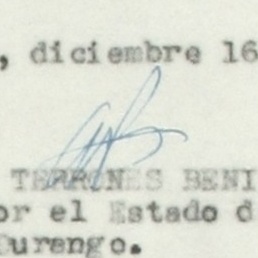 , diciembre 16
TERRONES BENI
or el Estado d
Durango.